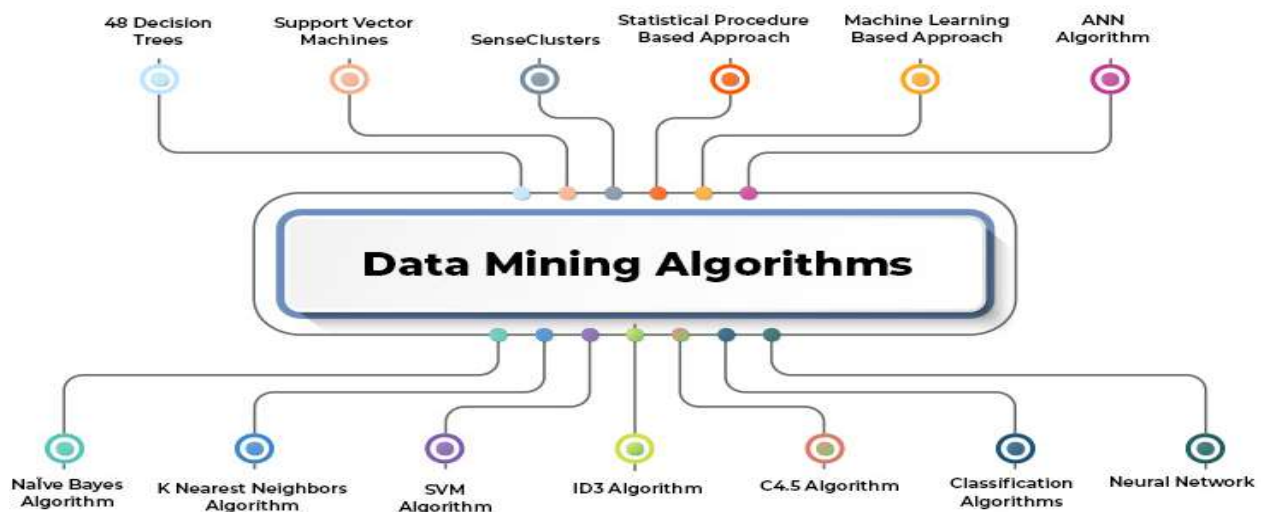 48 Decision
Trees
Support Vector
Machines
SenseClusters
Statistical Procedure
Based Approach
Machine Learning
Based Approach
ANN
Algorithm
Data Mining Algorithms
NaÏve Bayes
Algorithm
K Nearest Neighbors
Algorithm
SVM
Algorithm
ID3 Algorithm
C4.5 Algorithm
Classification
Algorithms
Neural Network